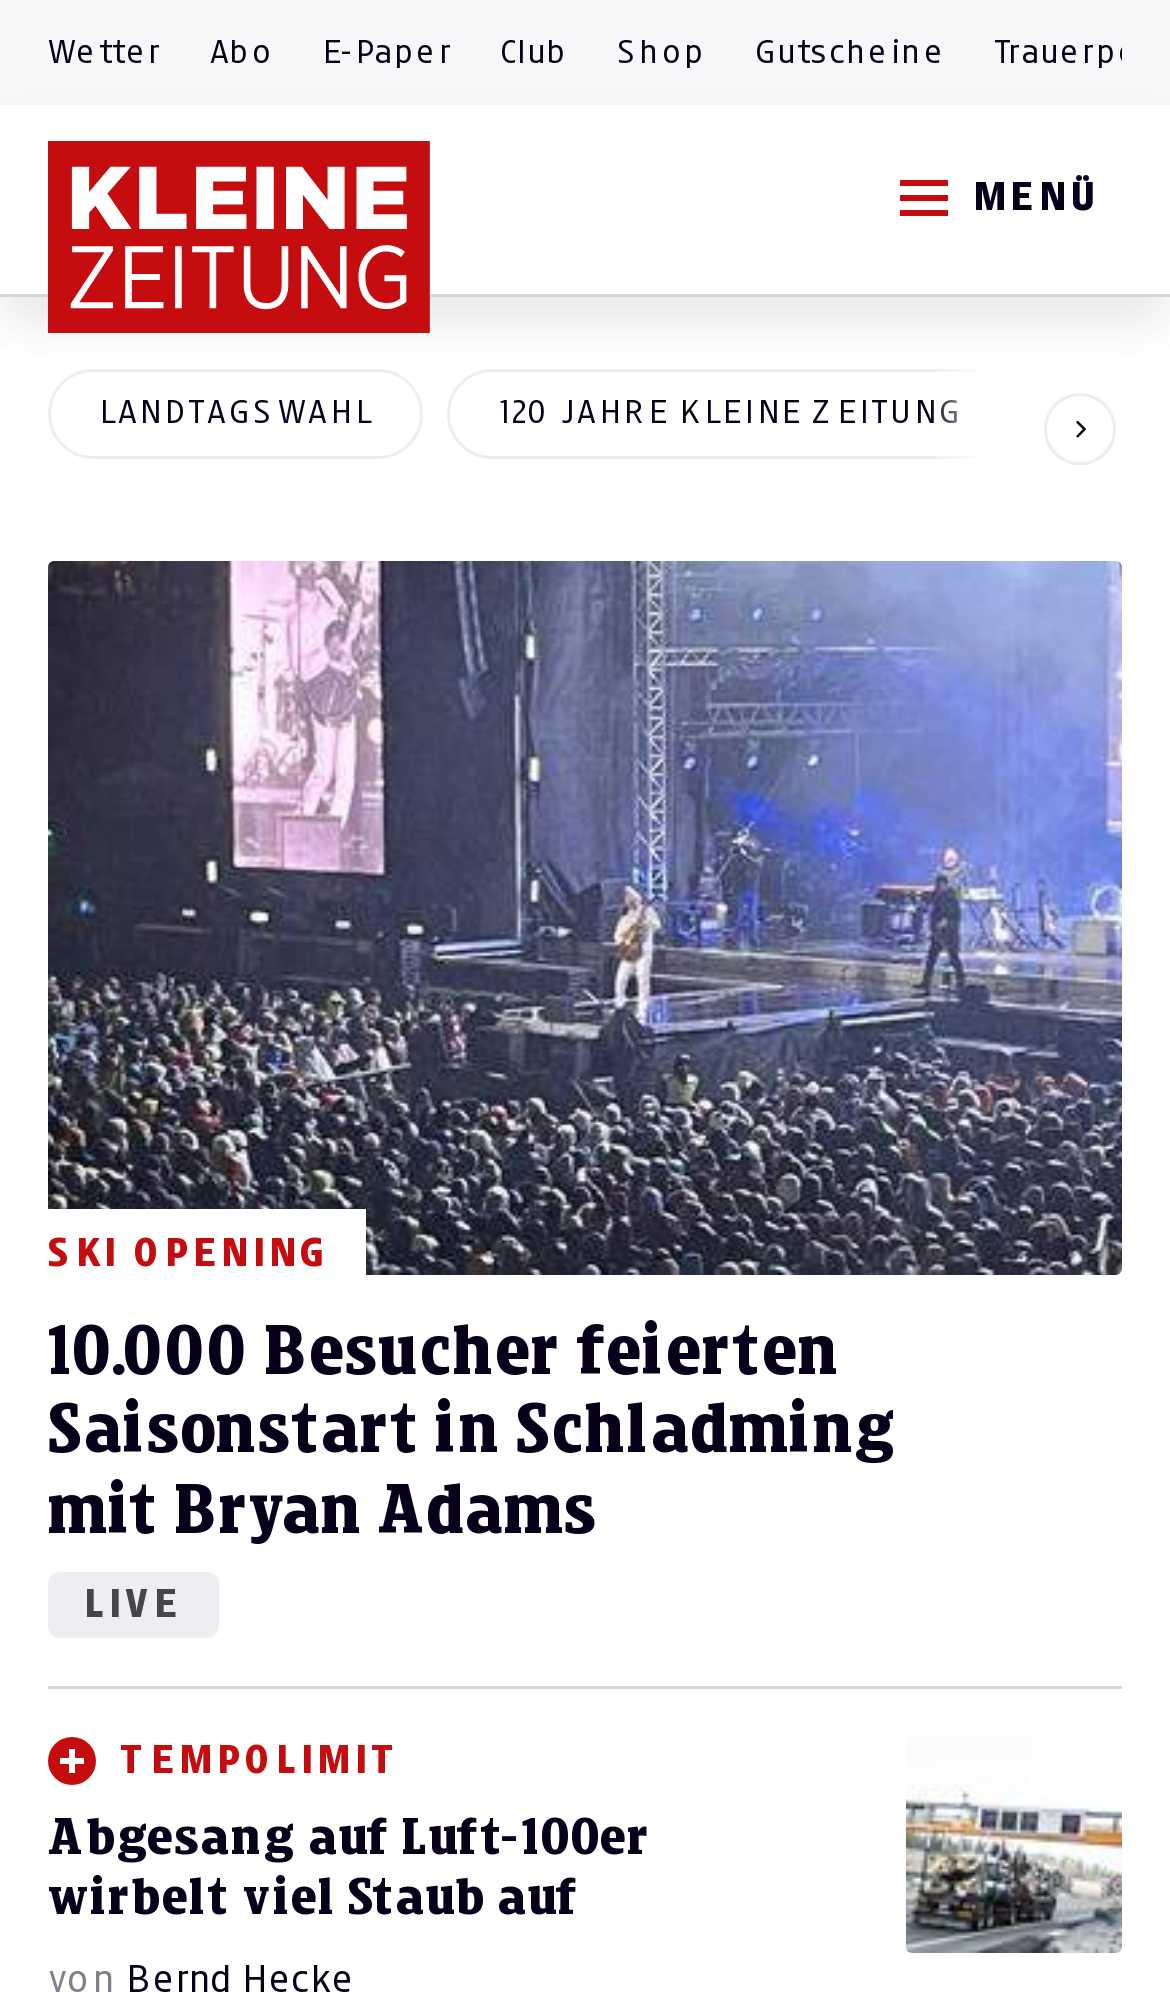 Wetter Abo E-Paper Club Shop Gutscheine
KLEINE
ZEITUNG
MENÜ
LANDTAGSWAHL 120 JAHRE KLEINE ZEITUNG
SKI OPENING
10.000 Besucher feierten
Saisonstart in Schladming
mit Bryan Adams
LIVE
TEMPOLIMIT
Abgesang auf Luft-100er
wirbelt viel Staub auf
von Bernd Hecke